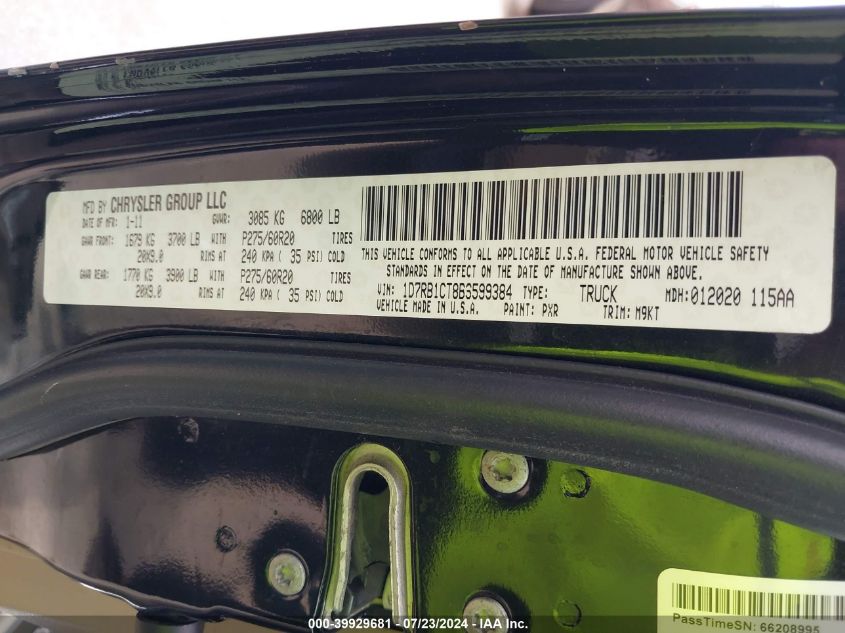 MFD BY CHRYSLER GROUP LLC
DATE OF MFR: 1-11 GVWR: 3085 KG 6800 LB
GAWR FRONT: 1679 KG 3700 LB WITH P275/60R20 TIRES
20X9.0 RIMS AT 240 KPA ( 35 PSI) COLD
GAWR REAR: 1770 KG 3900 LB WITH P275/60R20 TIRES
20X9.0 RIMS AT 240 KPA ( 35 PSI) COLD
THIS VEHICLE CONFORMS TO ALL APPLICABLE U.S.A. FEDERAL MOTOR VEHICLE SAFETY
STANDARDS IN EFFECT ON THE DATE OF MANUFACTURE SHOWN ABOVE.
VIN: 1D7RB1CT8BS599384 TYPE: TRUCK MDH:012020 115AA
VEHICLE MADE IN U.S.A. PAINT: PXR TRIM: M9KT
PassTimeSN: 66208995
000-39929681 - 07/23/2024 - IAA Inc.